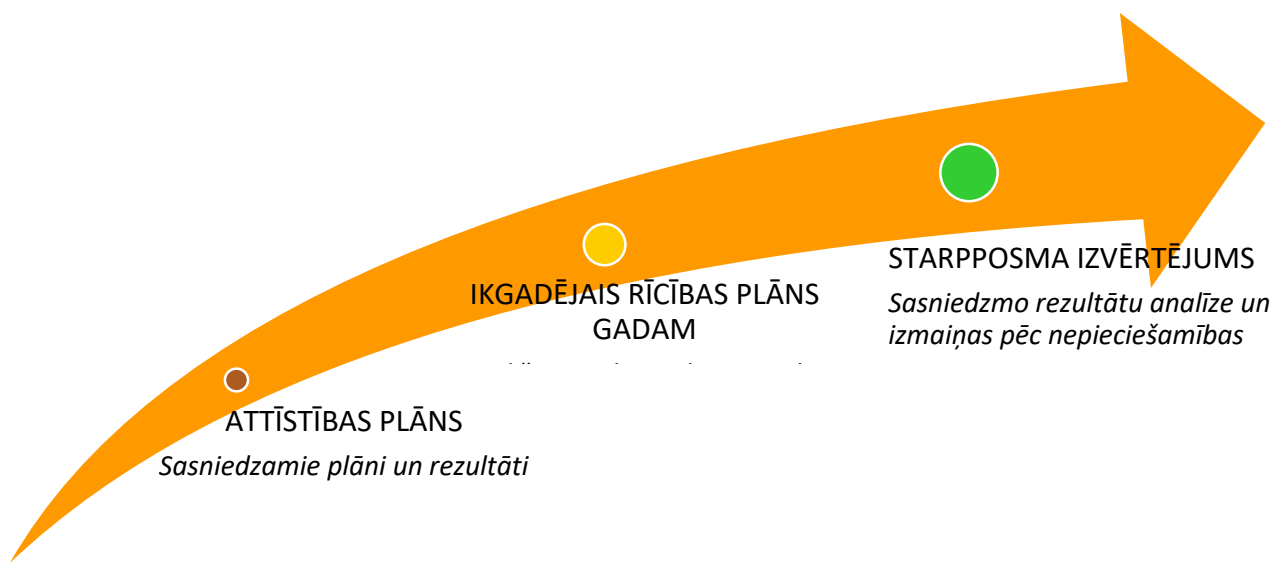 ATTĪSTĪBAS PLĀNS
Sasniedzamie plāni un rezultāti
IKGADĒJAIS RĪCĪBAS PLĀNS
GADAM
STARPPOSMA IZVĒRTĒJUMS
Sasniedzmo rezultātu analīze un
izmaiņas pēc nepieciešamības